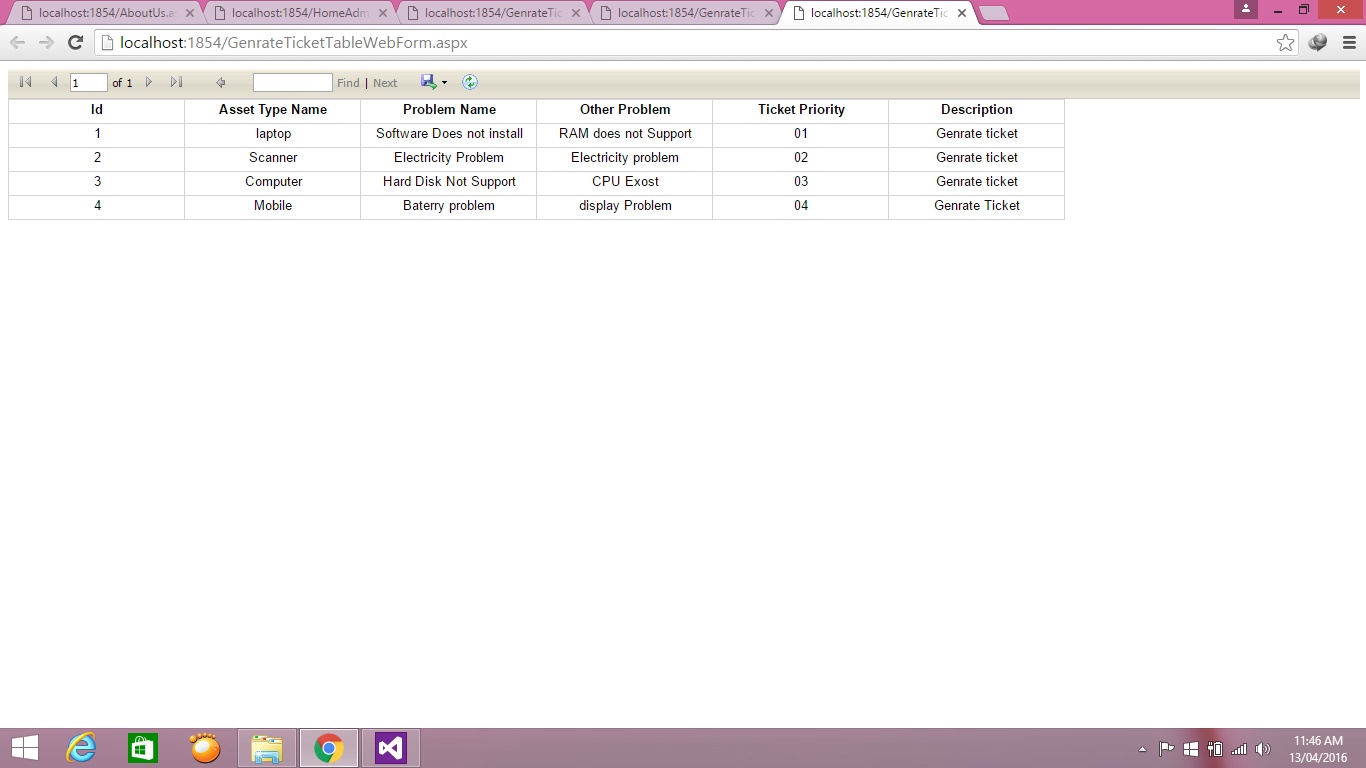 localhost:1854/AboutUs.as localhost:1854/HomeAdm localhost:1854/GenrateTic localhost:1854/GenrateTic localhost:1854/GenrateTic
localhost:1854/GenrateTicketTableWebForm.aspx
1 of 1 Find | Next
Id Asset Type Name Problem Name Other Problem Ticket Priority Description
1 laptop Software Does not install RAM does not Support 01 Genrate ticket
2 Scanner Electricity Problem Electricity problem 02 Genrate ticket
3 Computer Hard Disk Not Support CPU Exost 03 Genrate ticket
4 Mobile Baterry problem display Problem 04 Genrate Ticket
11:46 AM
13/04/2016